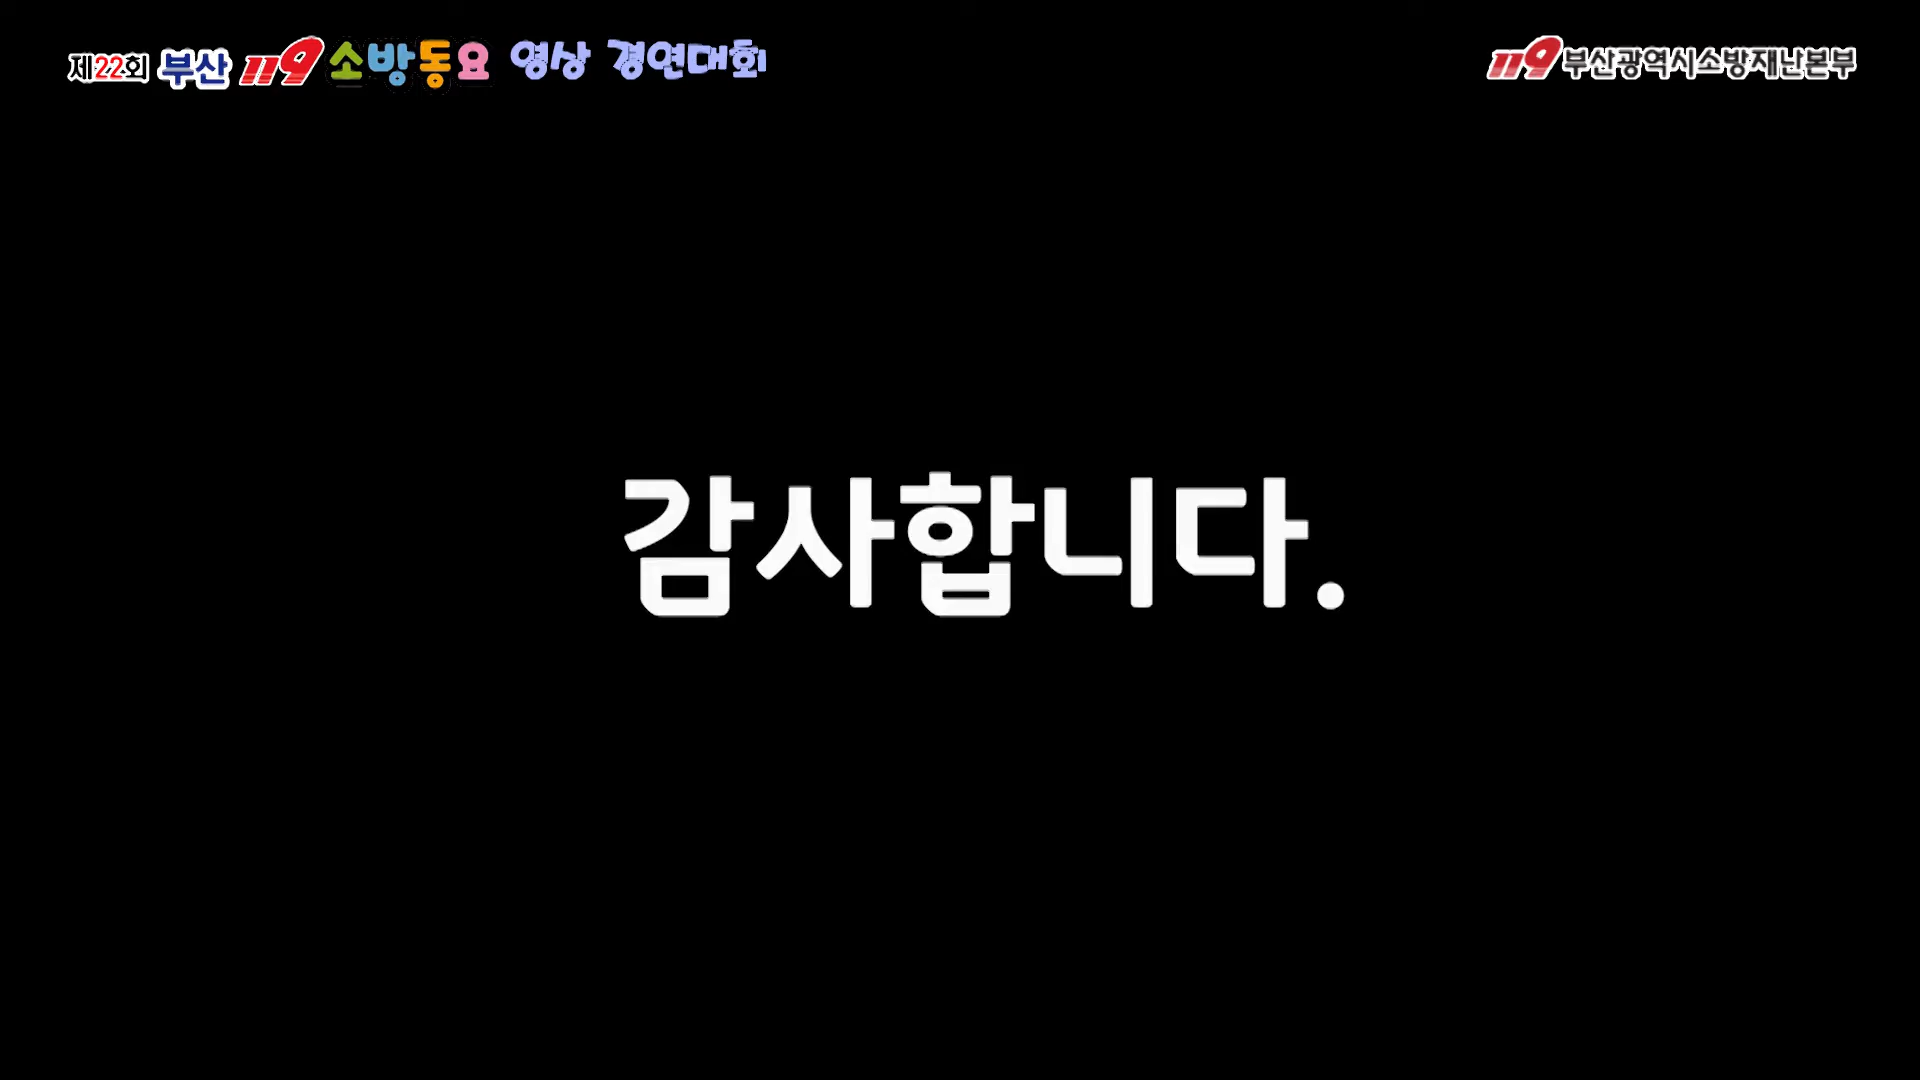 제22회 부산 119 소방동요 영상 경연대회
119 부산광역시소방재난본부
감사합니다.